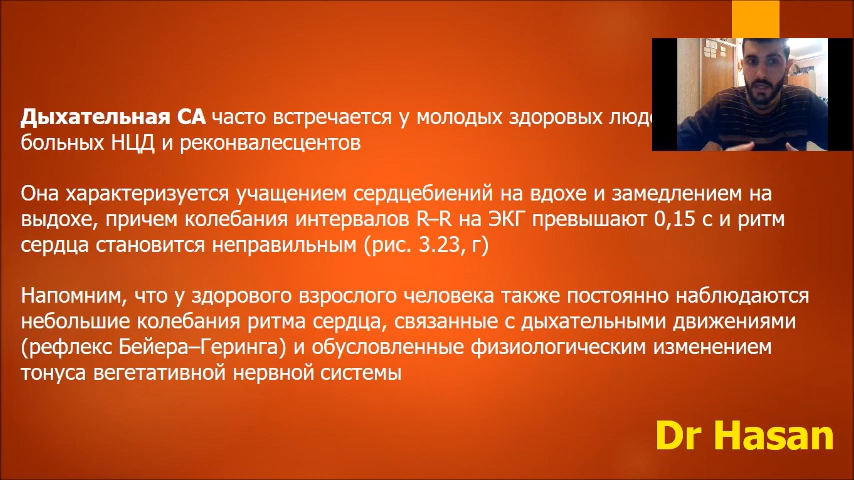 Дыхательная СА часто встречается у молодых здоровых
больных НЦД и реконвалесцентов
Она характеризуется учащением сердцебиений на вдохе и замедлением на
выдохе, причем колебания интервалов R–R на ЭКГ превышают 0,15 с и ритм
сердца становится неправильным (рис. 3.23, г)
Напомним, что у здорового взрослого человека также постоянно наблюдаются
небольшие колебания ритма сердца, связанные с дыхательными движениями
(рефлекс Бейера–Геринга) и обусловленные физиологическим изменением
тонуса вегетативной нервной системы
Dr Hasan